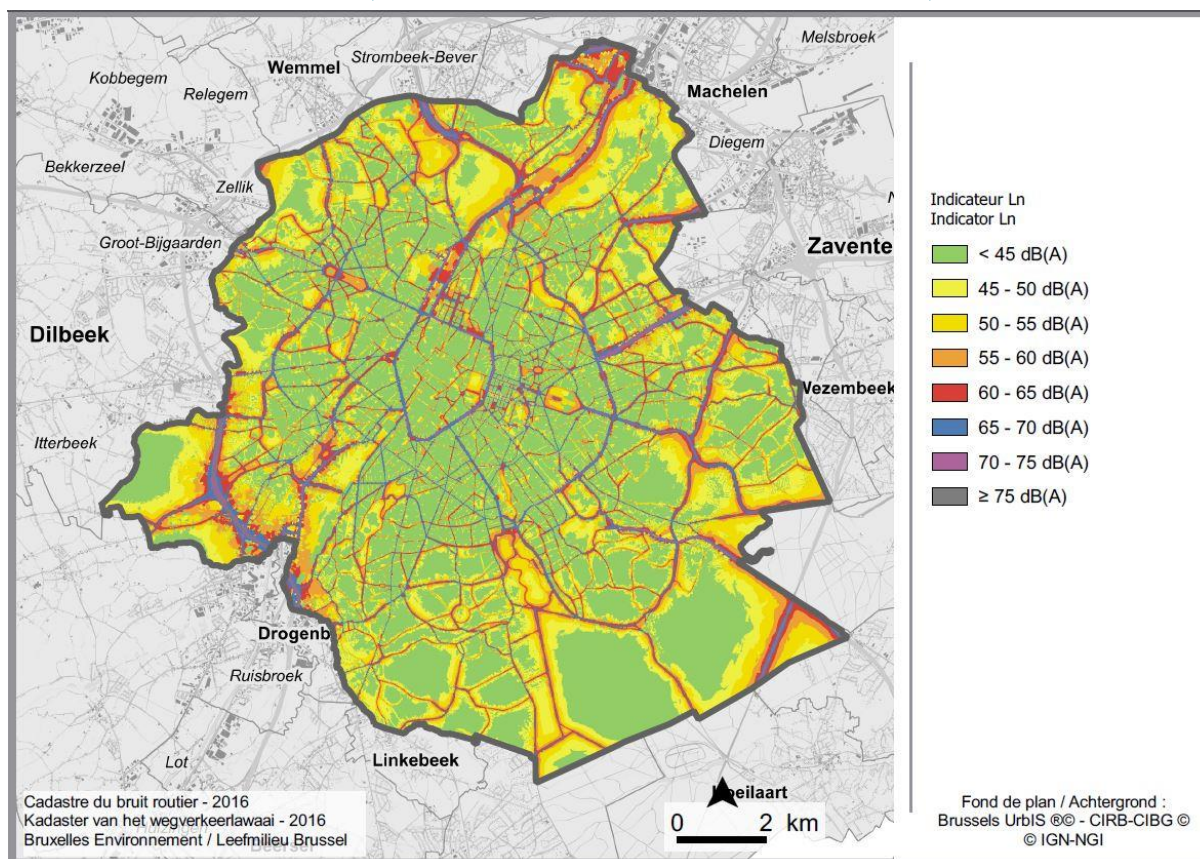 Melsbroek
Strombeek-Bever
Wemmel
Kobbegem
Machelen
Relegem
Diegem
Bekkerzeel
Zellik
Groot-Bijgaarden
Zavente
Dilbeek
Wezembeek
Itterbeek
Drogenb
Ruisbroek
Linkebeek
Lot
Indicateur Ln
Indicator Ln
< 45 dB(A)
45 - 50 dB(A)
50 - 55 dB(A)
55 - 60 dB(A)
60 - 65 dB(A)
65 - 70 dB(A)
70 - 75 dB(A)
≥ 75 dB(A)
0 2 km
Cadastre du bruit routier - 2016
Kadaster van het wegverkeerlawaai - 2016
Bruxelles Environnement / Leefmilieu Brussel
Fond de plan / Achtergrond :
Brussels UrbIS ®© - CIRB-CIBG ©
© IGN-NGI